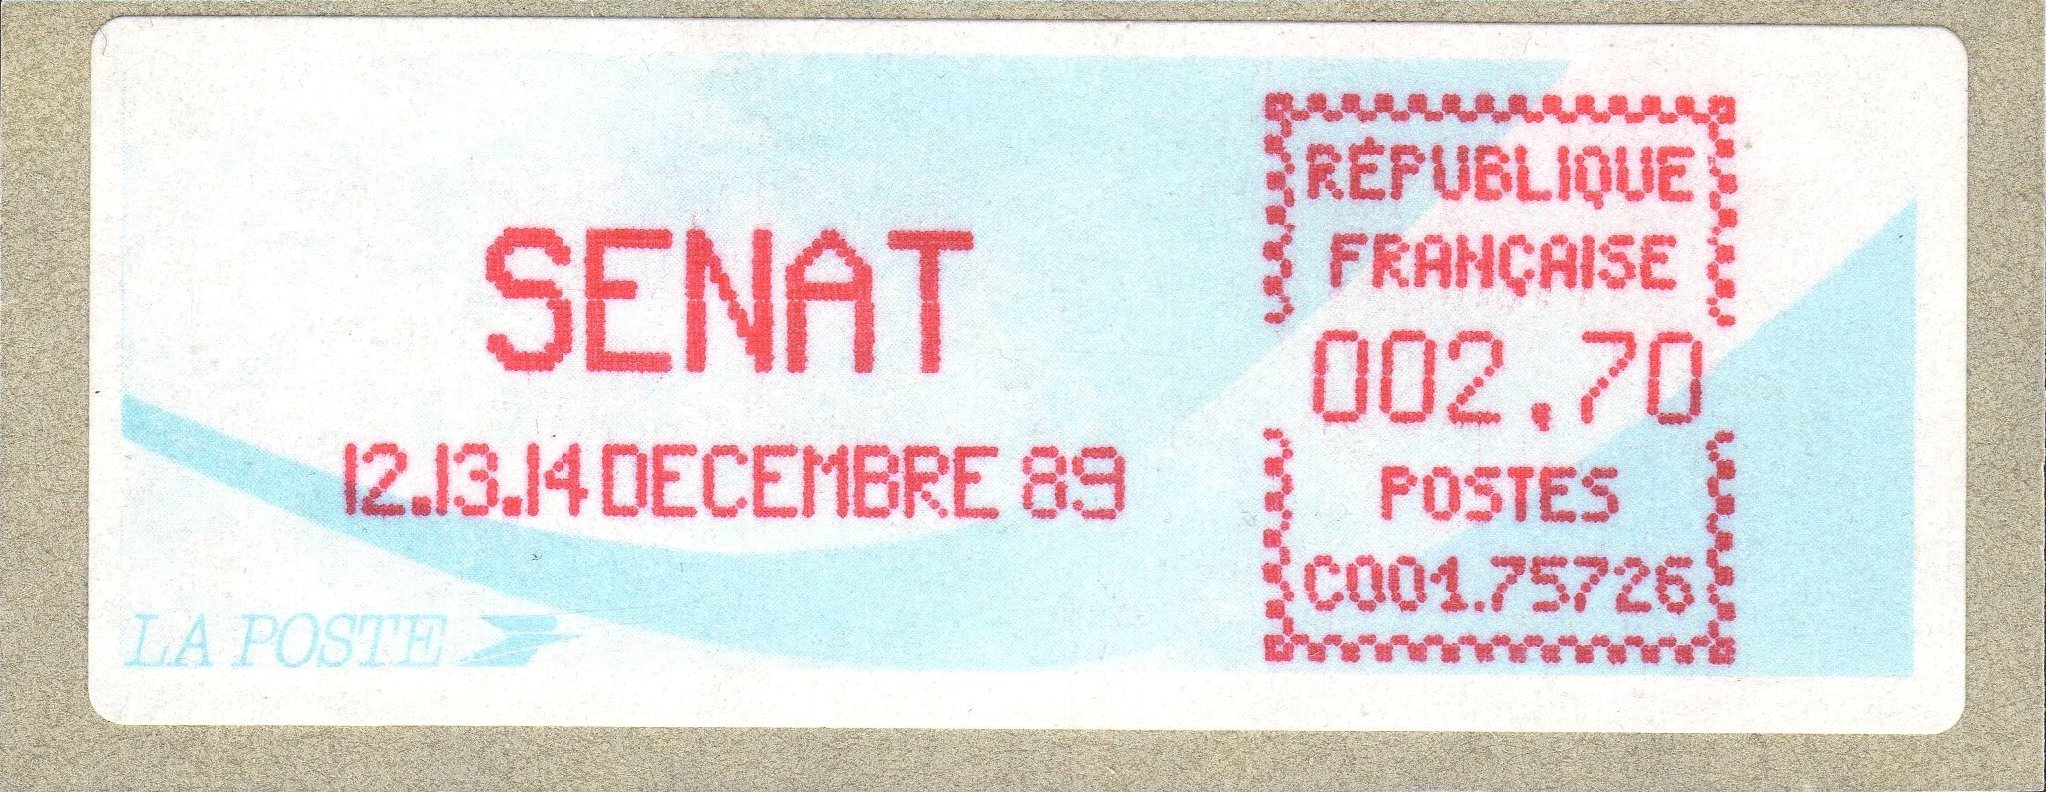 SENAT
12.13.14 DECEMBRE 89
LA POSTE
RÉPUBLIQUE
FRANÇAISE
002,70
POSTES
C001.75726